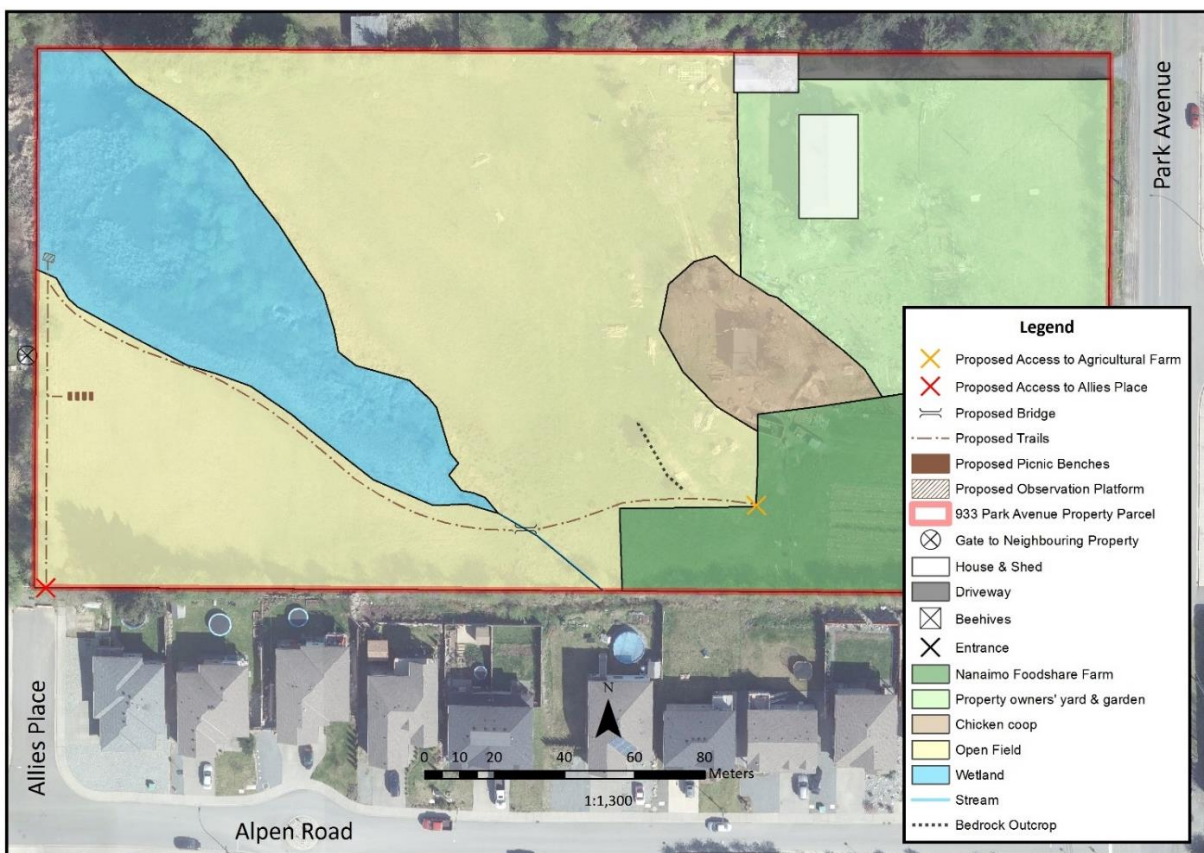 Park Avenue
Legend
Proposed Access to Agricultural Farm
Proposed Access to Allies Place
Proposed Bridge
Proposed Trails
Proposed Picnic Benches
Proposed Observation Platform
933 Park Avenue Property Parcel
Gate to Neighbouring Property
House & Shed
Driveway
Beehives
Entrance
Nanaimo Foodshare Farm
Property owners' yard & garden
Chicken coop
Open Field
Wetland
Stream
Bedrock Outcrop
Allies Place
N
0 10 20 40 60 80
Meters
1:1,300
Alpen Road